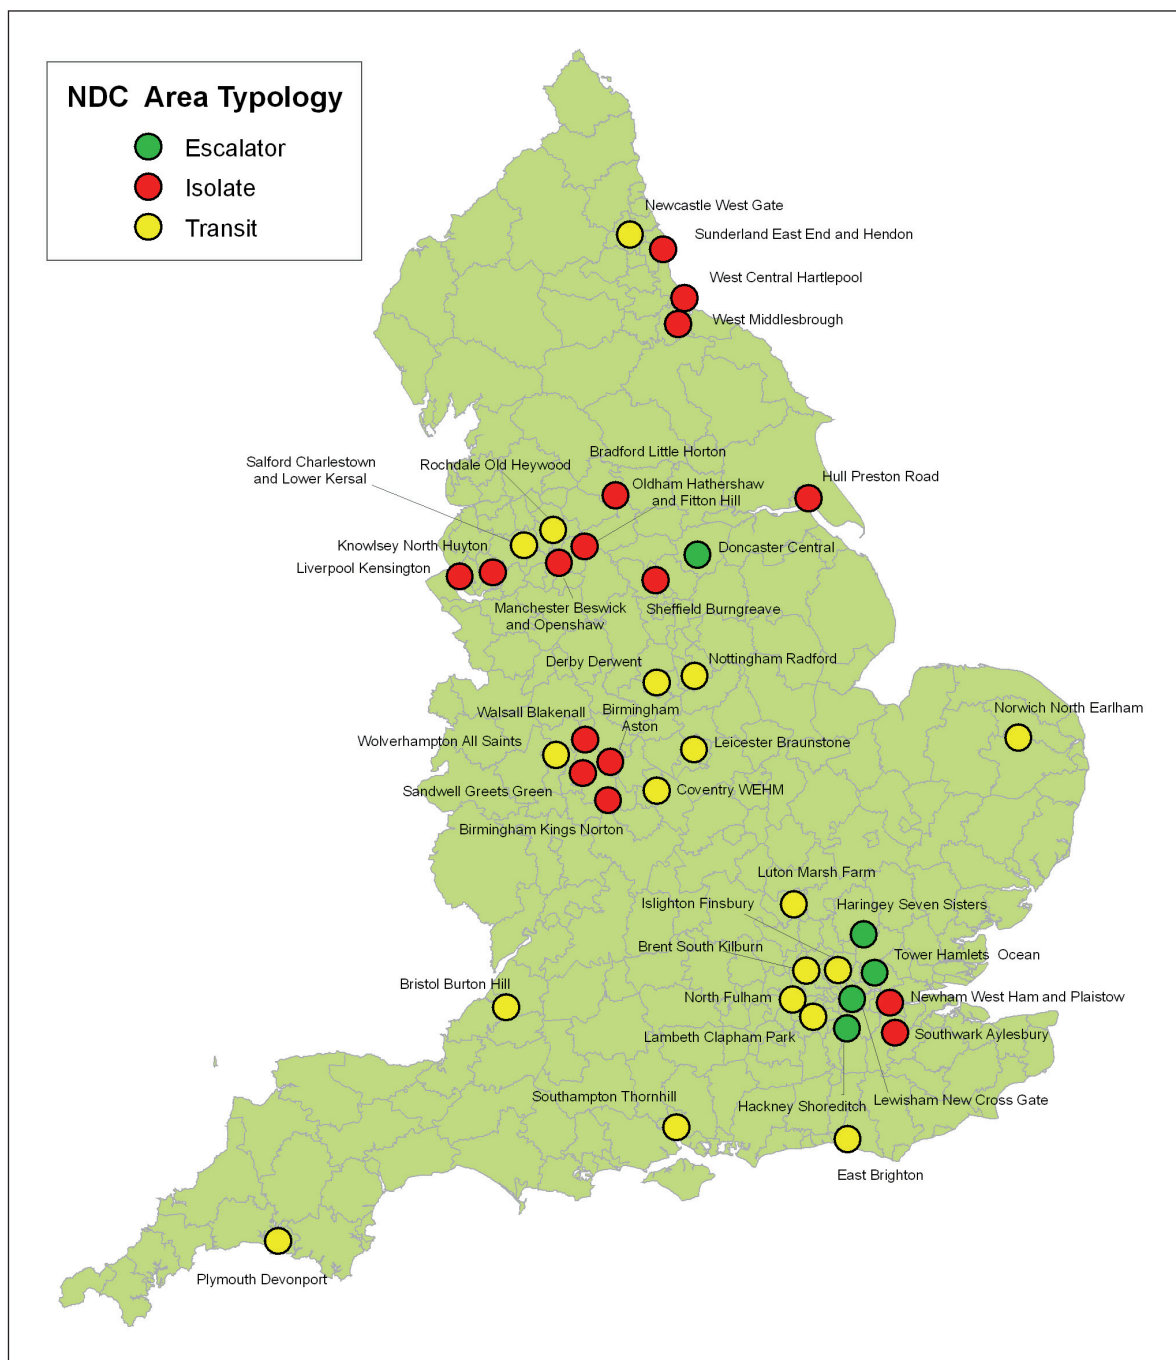 NDC Area Typology
Escalator
Isolate
Transit
Newcastle West Gate
Sunderland East End and Hendon
West Central Hartlepool
West Middlesbrough
Bradford Little Horton
Salford Charlestown
and Lower Kersal
Rochdale Old Heywood
Oldham Hathershaw
and Fitton Hill
Hull Preston Road
Knowlsey North Huyton
Doncaster Central
Liverpool Kensington
Manchester Beswick
and Openshaw
Sheffield Burngreave
Derby Derwent
Nottingham Radford
Walsall Blakenall
Birmingham
Aston
Norwich North Earlham
Wolverhampton All Saints
Leicester Braunstone
Sandwell Greets Green
Coventry WEHM
Birmingham Kings Norton
Luton Marsh Farm
Islighton Finsbury
Haringey Seven Sisters
Brent South Kilburn
Tower Hamlets Ocean
Bristol Burton Hill
North Fulham
Newham West Ham and Plaistow
Lambeth Clapham Park
Southwark Aylesbury
Southampton Thornhill
Hackney Shoreditch
Lewisham New Cross Gate
East Brighton
Plymouth Devonport